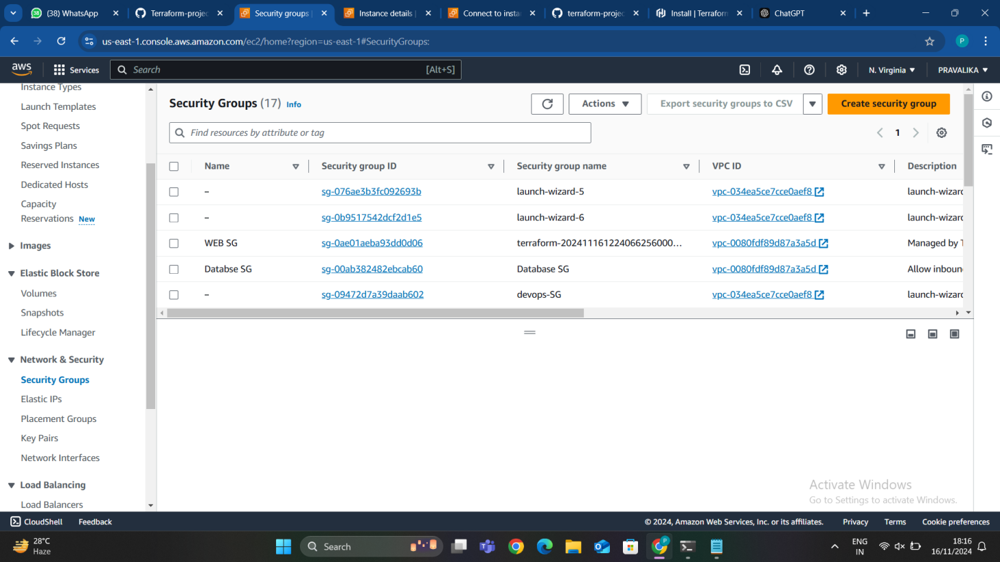 (38) WhatsApp
Terraform-projec
Security groups |
Instance details |
Connect to insta
terraform-projec
Install | Terraform
ChatGPT
us-east-1.console.aws.amazon.com/ec2/home?region=us-east-1#SecurityGroups:
P
aws
Services
Search
[Alt+S]
N. Virginia
PRAVALIKA
Instance Types
Launch Templates
Spot Requests
Savings Plans
Reserved Instances
Dedicated Hosts
Capacity
Reservations New
Images
Elastic Block Store
Volumes
Snapshots
Lifecycle Manager
Network & Security
Security Groups
Elastic IPs
Placement Groups
Key Pairs
Network Interfaces
Load Balancing
Load Balancers
Security Groups (17) Info
Actions
Export security groups to CSV
Create security group
Find resources by attribute or tag
1
Name Security group ID Security group name VPC ID Description
– sg-076ae3b3fc092693b launch-wizard-5 vpc-034ea5ce7cce0aef8 launch-wizard
– sg-0b9517542dcf2d1e5 launch-wizard-6 vpc-034ea5ce7cce0aef8 launch-wizard
WEB SG sg-0ae01aeba93dd0d06 terraform-202411161224066256000... vpc-0080fdf89d87a3a5d Managed by T
Databse SG sg-00ab382482ebcab60 Database SG vpc-0080fdf89d87a3a5d Allow inboun
– sg-09472d7a39daab602 devops-SG vpc-034ea5ce7cce0aef8 launch-wizard
Activate Windows
Go to Settings to activate Windows.
CloudShell
Feedback
© 2024, Amazon Web Services, Inc. or its affiliates.
Privacy
Terms
Cookie preferences
28°C
Haze
Search
ENG
IN
18:16
16/11/2024